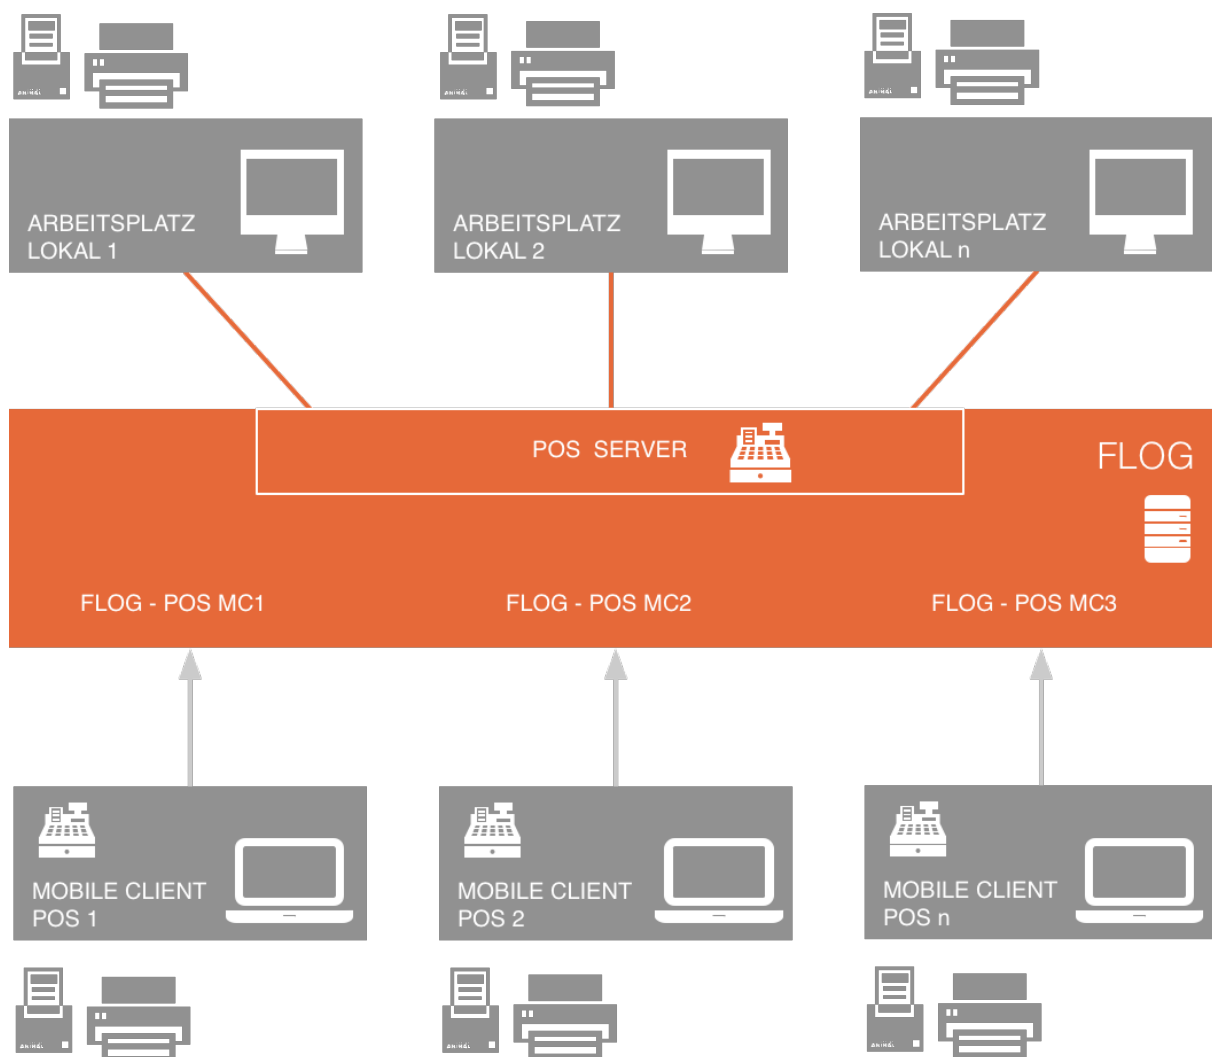 ARBEITSPLATZ
LOKAL 1
ARBEITSPLATZ
LOKAL 2
ARBEITSPLATZ
LOKAL n
POS SERVER
FLOG
FLOG - POS MC1
FLOG - POS MC2
FLOG - POS MC3
MOBILE CLIENT
POS 1
MOBILE CLIENT
POS 2
MOBILE CLIENT
POS n